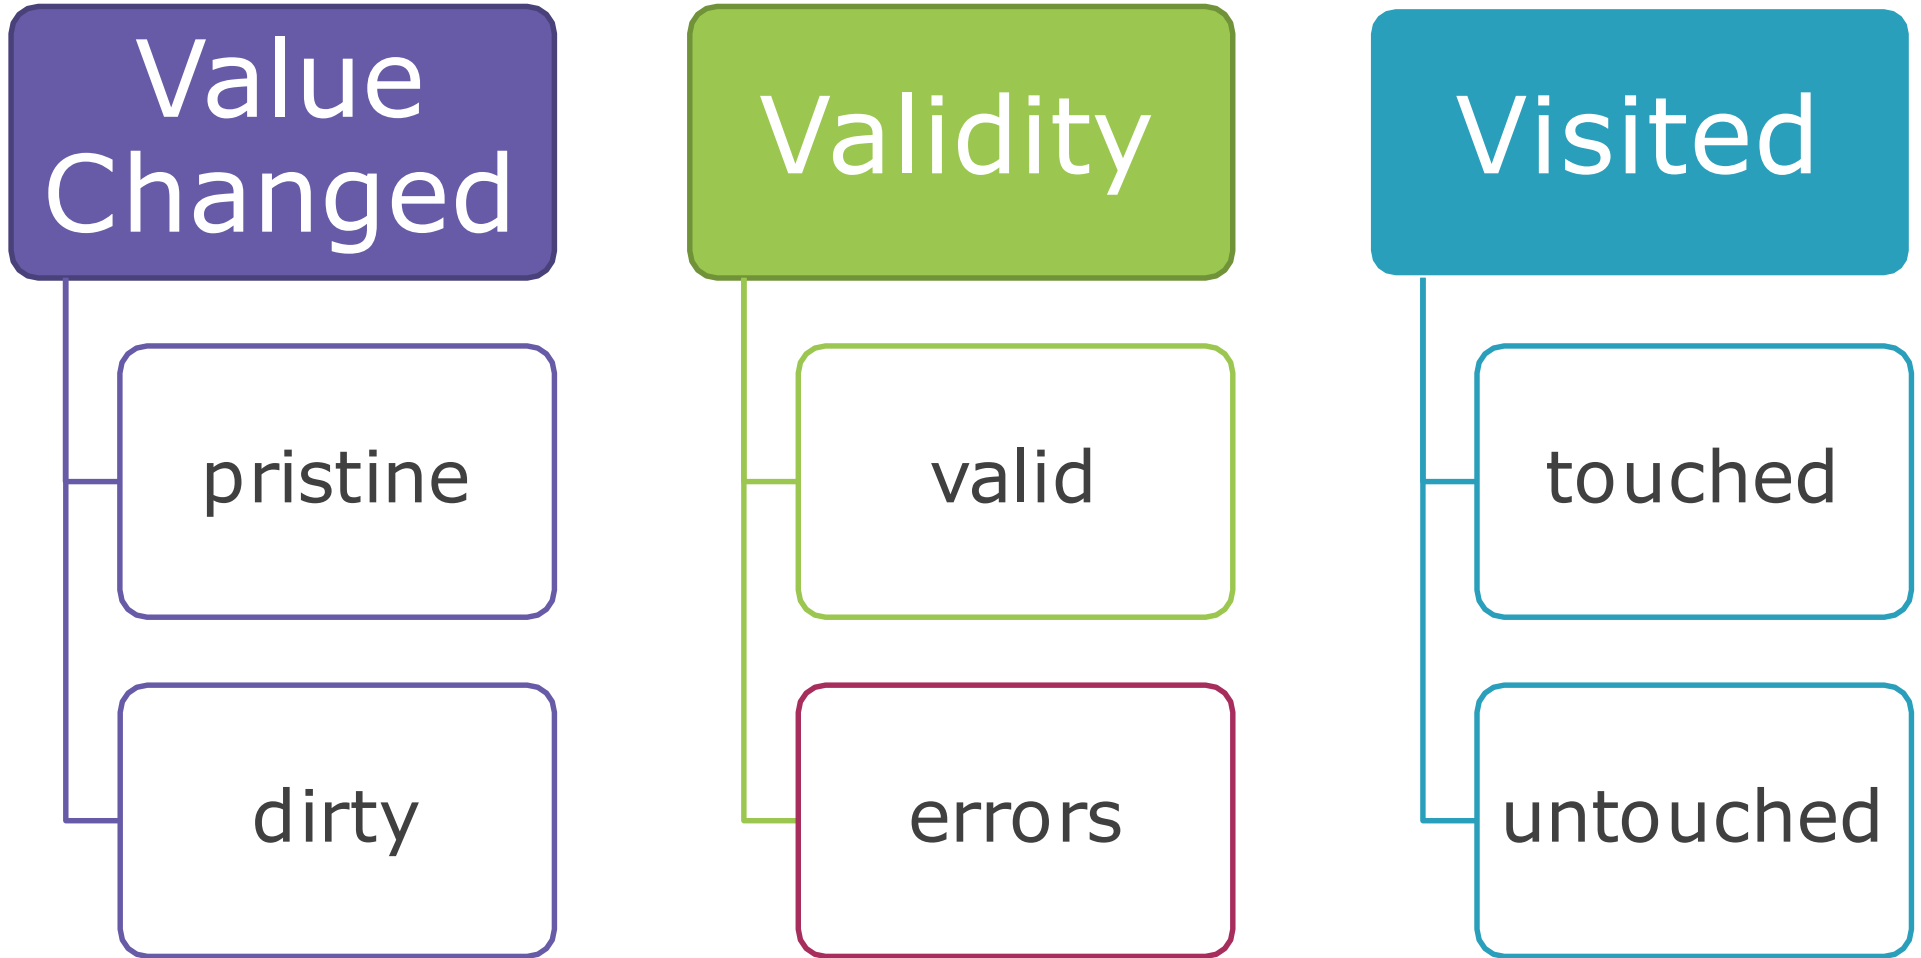 Value
Changed
pristine
dirty
Validity
valid
errors
Visited
touched
untouched